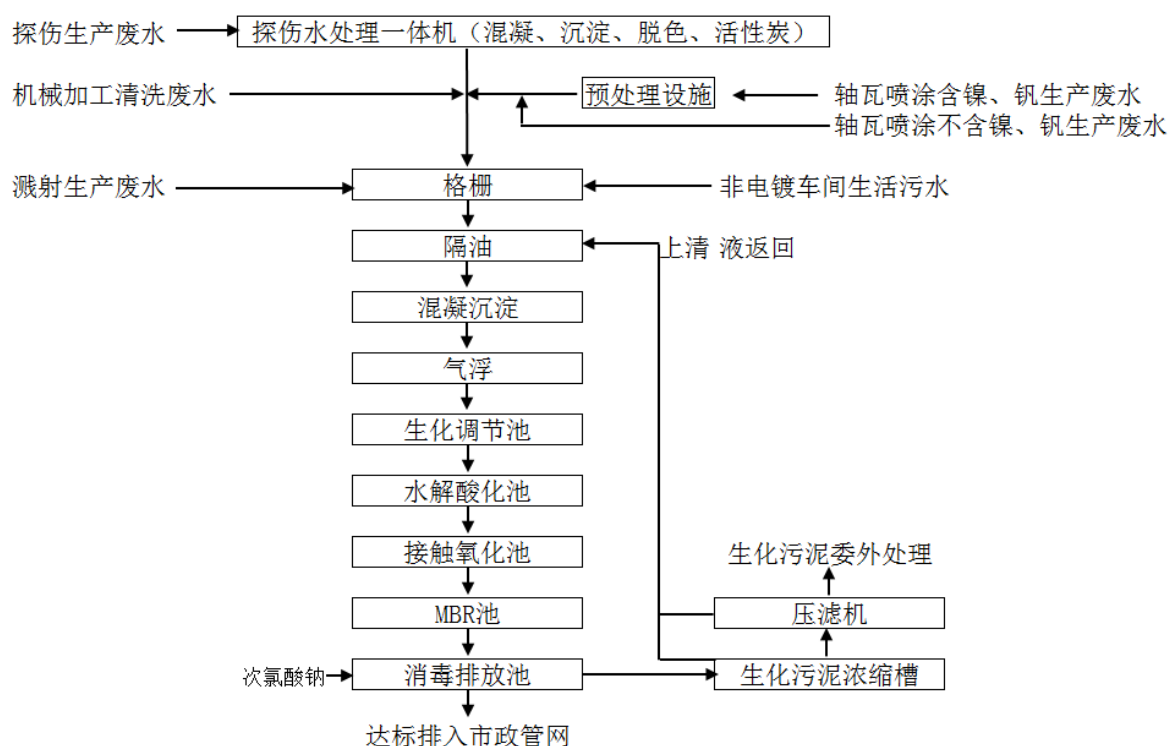 探伤生产废水
探伤水处理一体机（混凝、沉淀、脱色、活性炭）
机械加工清洗废水
预处理设施
轴瓦喷涂含镍、钒生产废水
轴瓦喷涂不含镍、钒生产废水
溅射生产废水
格栅
非电镀车间生活污水
隔油
上清 液返回
混凝沉淀
气浮
生化调节池
水解酸化池
接触氧化池
生化污泥委外处理
MBR池
压滤机
次氯酸钠
消毒排放池
生化污泥浓缩槽
达标排入市政管网